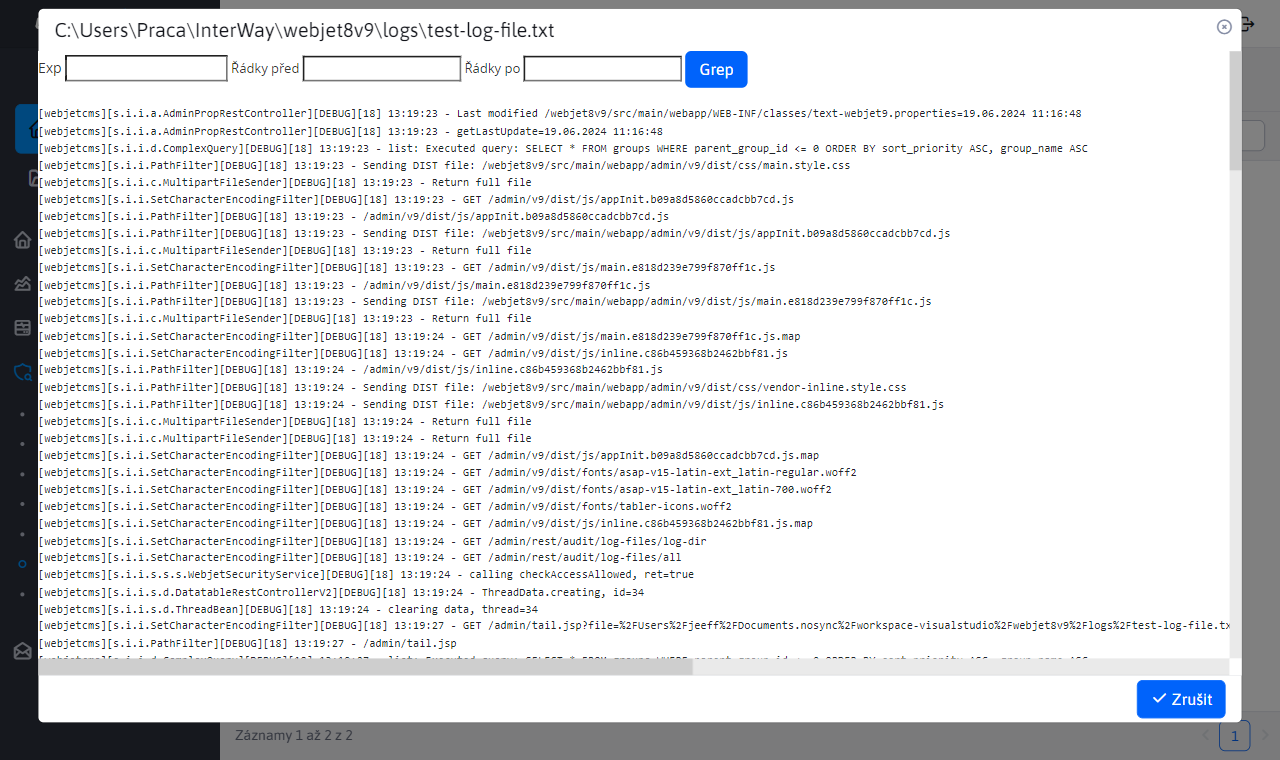 C:\Users\Praca\InterWay\webjet8v9\logs\test-log-file.txt
Exp Řádky před Řádky po Grep
[webjetcms][s.i.i.a.AdminPropRestController][DEBUG][18] 13:19:23 - Last modified /webjet8v9/src/main/webapp/WEB-INF/classes/text-webjet9.properties=19.06.2024 11:16:48
[webjetcms][s.i.i.a.AdminPropRestController][DEBUG][18] 13:19:23 - getLastUpdate=19.06.2024 11:16:48
[webjetcms][s.i.i.d.ComplexQuery][DEBUG][18] 13:19:23 - list: Executed query: SELECT * FROM groups WHERE parent_group_id <= 0 ORDER BY sort_priority ASC, group_name ASC
[webjetcms][s.i.i.PathFilter][DEBUG][18] 13:19:23 - Sending DIST file: /webjet8v9/src/main/webapp/admin/v9/dist/css/main.style.css
[webjetcms][s.i.i.c.MultipartFileSender][DEBUG][18] 13:19:23 - Return full file
[webjetcms][s.i.i.SetCharacterEncodingFilter][DEBUG][18] 13:19:23 - GET /admin/v9/dist/js/appInit.b09a8d5860ccadcbb7cd.js
[webjetcms][s.i.i.PathFilter][DEBUG][18] 13:19:23 - /admin/v9/dist/js/appInit.b09a8d5860ccadcbb7cd.js
[webjetcms][s.i.i.PathFilter][DEBUG][18] 13:19:23 - Sending DIST file: /webjet8v9/src/main/webapp/admin/v9/dist/js/appInit.b09a8d5860ccadcbb7cd.js
[webjetcms][s.i.i.c.MultipartFileSender][DEBUG][18] 13:19:23 - Return full file
[webjetcms][s.i.i.SetCharacterEncodingFilter][DEBUG][18] 13:19:23 - GET /admin/v9/dist/js/main.e818d239e799f870ff1c.js
[webjetcms][s.i.i.PathFilter][DEBUG][18] 13:19:23 - /admin/v9/dist/js/main.e818d239e799f870ff1c.js
[webjetcms][s.i.i.PathFilter][DEBUG][18] 13:19:23 - Sending DIST file: /webjet8v9/src/main/webapp/admin/v9/dist/js/main.e818d239e799f870ff1c.js
[webjetcms][s.i.i.c.MultipartFileSender][DEBUG][18] 13:19:23 - Return full file
[webjetcms][s.i.i.SetCharacterEncodingFilter][DEBUG][18] 13:19:24 - GET /admin/v9/dist/js/main.e818d239e799f870ff1c.js.map
[webjetcms][s.i.i.SetCharacterEncodingFilter][DEBUG][18] 13:19:24 - GET /admin/v9/dist/js/inline.c86b459368b2462bbf81.js
[webjetcms][s.i.i.PathFilter][DEBUG][18] 13:19:24 - /admin/v9/dist/js/inline.c86b459368b2462bbf81.js
[webjetcms][s.i.i.PathFilter][DEBUG][18] 13:19:24 - Sending DIST file: /webjet8v9/src/main/webapp/admin/v9/dist/css/vendor-inline.style.css
[webjetcms][s.i.i.PathFilter][DEBUG][18] 13:19:24 - Sending DIST file: /webjet8v9/src/main/webapp/admin/v9/dist/js/inline.c86b459368b2462bbf81.js
[webjetcms][s.i.i.c.MultipartFileSender][DEBUG][18] 13:19:24 - Return full file
[webjetcms][s.i.i.c.MultipartFileSender][DEBUG][18] 13:19:24 - Return full file
[webjetcms][s.i.i.SetCharacterEncodingFilter][DEBUG][18] 13:19:24 - GET /admin/v9/dist/js/appInit.b09a8d5860ccadcbb7cd.js.map
[webjetcms][s.i.i.SetCharacterEncodingFilter][DEBUG][18] 13:19:24 - GET /admin/v9/dist/fonts/asap-v15-latin-ext_latin-regular.woff2
[webjetcms][s.i.i.SetCharacterEncodingFilter][DEBUG][18] 13:19:24 - GET /admin/v9/dist/fonts/asap-v15-latin-ext_latin-700.woff2
[webjetcms][s.i.i.SetCharacterEncodingFilter][DEBUG][18] 13:19:24 - GET /admin/v9/dist/fonts/tabler-icons.woff2
[webjetcms][s.i.i.SetCharacterEncodingFilter][DEBUG][18] 13:19:24 - GET /admin/v9/dist/js/inline.c86b459368b2462bbf81.js.map
[webjetcms][s.i.i.SetCharacterEncodingFilter][DEBUG][18] 13:19:24 - GET /admin/rest/audit/log-files/log-dir
[webjetcms][s.i.i.SetCharacterEncodingFilter][DEBUG][18] 13:19:24 - GET /admin/rest/audit/log-files/all
[webjetcms][s.i.i.s.s.s.WebjetSecurityService][DEBUG][18] 13:19:24 - calling checkAccessAllowed, ret=true
[webjetcms][s.i.i.s.d.DatatableRestControllerV2][DEBUG][18] 13:19:24 - ThreadData.creating, id=34
[webjetcms][s.i.i.s.d.ThreadBean][DEBUG][18] 13:19:24 - clearing data, thread=34
[webjetcms][s.i.i.SetCharacterEncodingFilter][DEBUG][18] 13:19:27 - GET /admin/tail.jsp?file=%2FUsers%2Fjeeff%2FDocuments.nosync%2Fworkspace-visualstudio%2Fwebjet8v9%2Flogs%2Ftest-log-file.tx
[webjetcms][s.i.i.PathFilter][DEBUG][18] 13:19:27 - /admin/tail.jsp
Zrušit
Záznamy 1 až 2 z 2
1